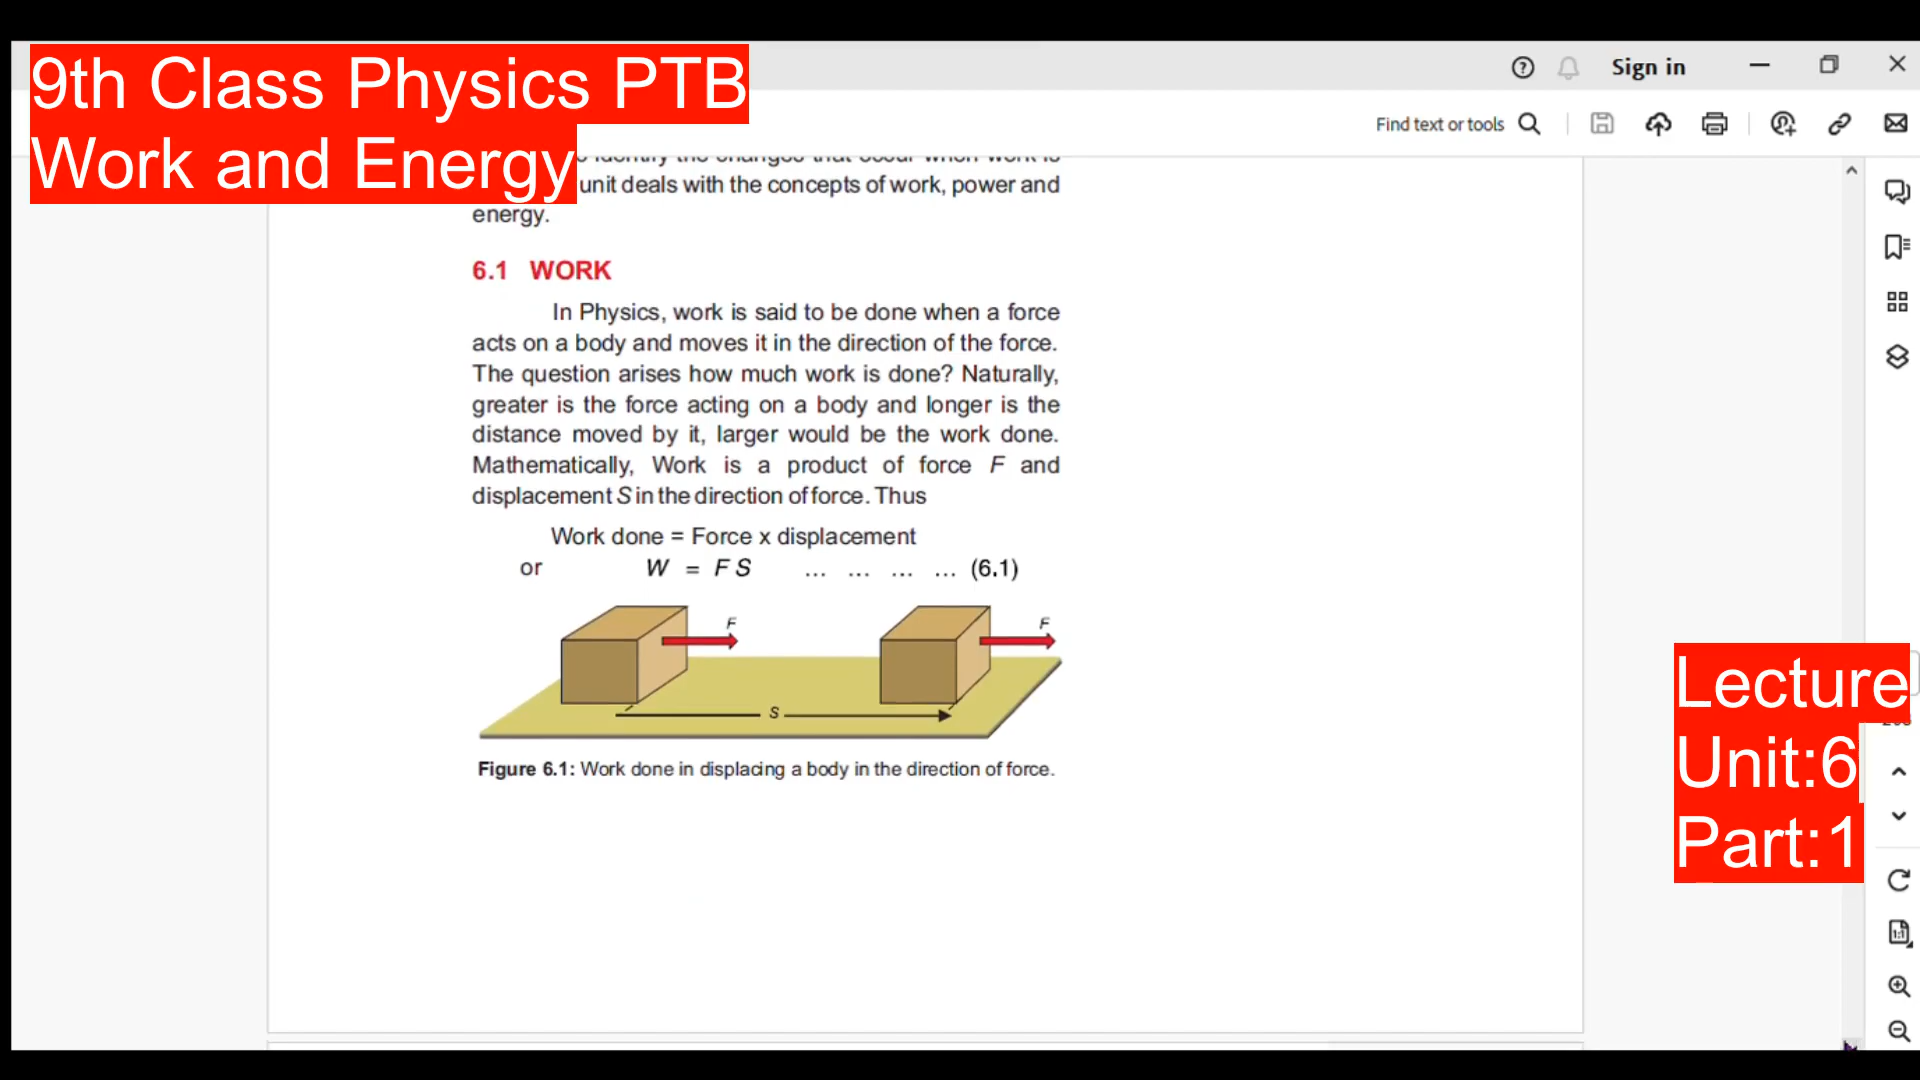 9th Class Physics PTB
Work and Energy
Sign in
Find text or tools
unit deals with the concepts of work, power and
energy.
6.1 WORK
In Physics, work is said to be done when a force
acts on a body and moves it in the direction of the force.
The question arises how much work is done? Naturally,
greater is the force acting on a body and longer is the
distance moved by it, larger would be the work done.
Mathematically, Work is a product of force F and
displacement S in the direction of force. Thus
Work done = Force x displacement
or W = F S ... ... ... ... (6.1)
F F
S
Figure 6.1: Work done in displacing a body in the direction of force.
Lecture
Unit:6
Part:1